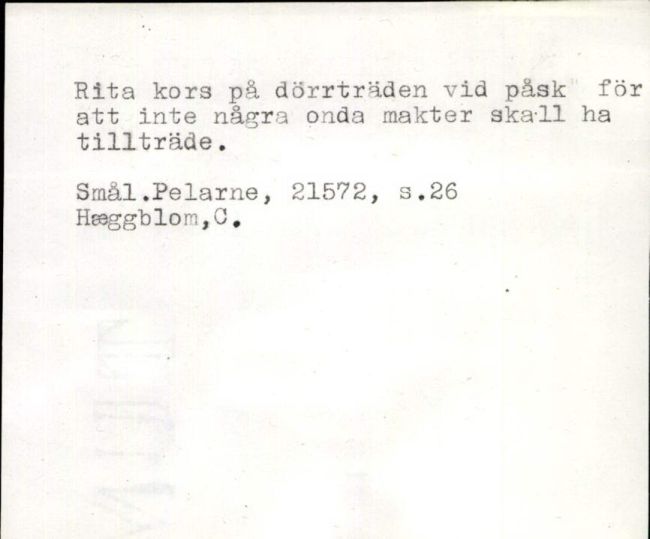 Rita kors på dörrträden vid påsk" för
att inte några onda makter skall ha
tillträde.
Smål.Pelarne, 21572, s.26
Hæggblom,C.